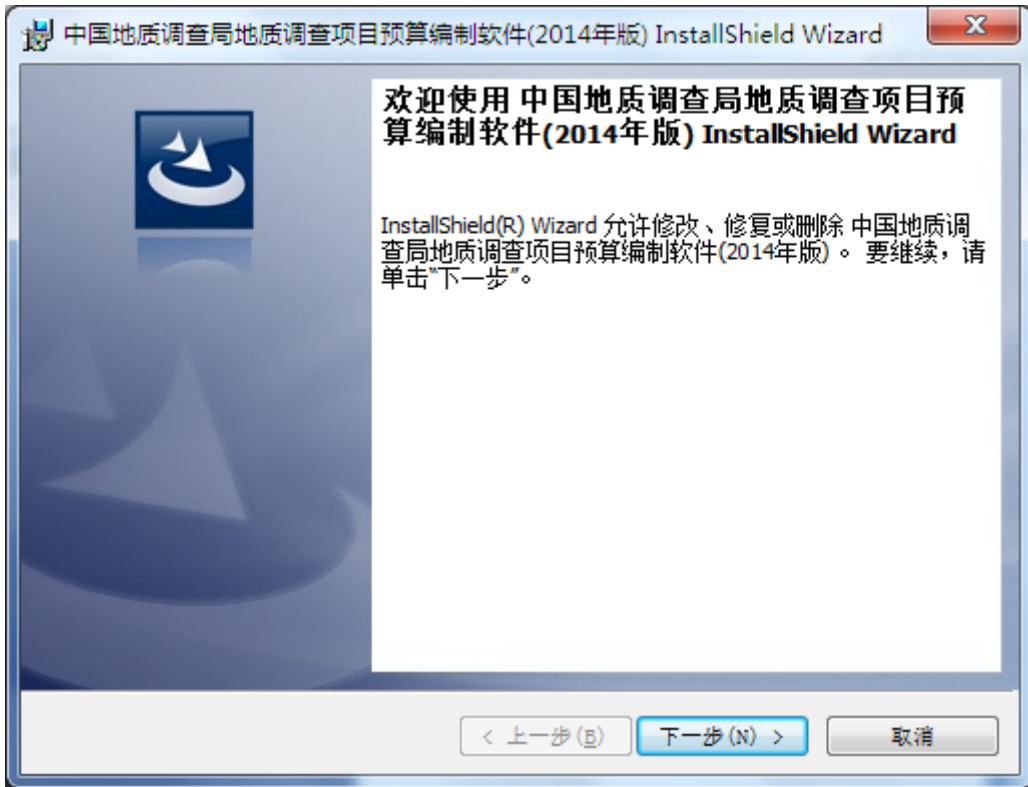 中国地质调查局地质调查项目预算编制软件(2014年版) InstallShield Wizard
欢迎使用 中国地质调查局地质调查项目预
算编制软件(2014年版) InstallShield Wizard
InstallShield(R) Wizard 允许修改、修复或删除 中国地质调
查局地质调查项目预算编制软件(2014年版) 。 要继续，请
单击"下一步"。
< 上一步(B)
下一步(N) >
取消